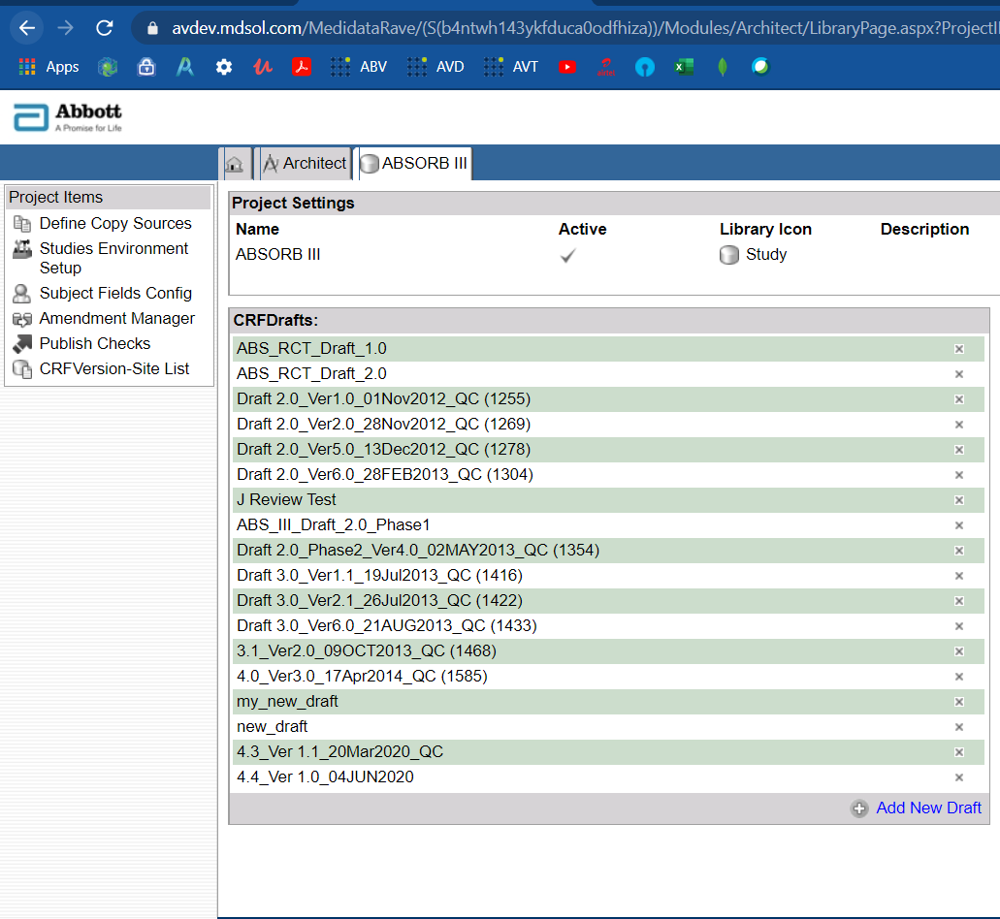 avdev.mdsol.com/MedidataRave/(S(b4ntwh143ykfduca0odfhiza))/Modules/Architect/LibraryPage.aspx?ProjectI
Apps ABV AVD AVT
Abbott
A Promise for Life
Architect ABSORB III
Project Items
Define Copy Sources
Studies Environment
Setup
Subject Fields Config
Amendment Manager
Publish Checks
CRFVersion-Site List
Project Settings
Name Active Library Icon Description
ABSORB III Study
CRFDrafts:
ABS_RCT_Draft_1.0
ABS_RCT_Draft_2.0
Draft 2.0_Ver1.0_01Nov2012_QC (1255)
Draft 2.0_Ver2.0_28Nov2012_QC (1269)
Draft 2.0_Ver5.0_13Dec2012_QC (1278)
Draft 2.0_Ver6.0_28FEB2013_QC (1304)
J Review Test
ABS_III_Draft_2.0_Phase1
Draft 2.0_Phase2_Ver4.0_02MAY2013_QC (1354)
Draft 3.0_Ver1.1_19Jul2013_QC (1416)
Draft 3.0_Ver2.1_26Jul2013_QC (1422)
Draft 3.0_Ver6.0_21AUG2013_QC (1433)
3.1_Ver2.0_09OCT2013_QC (1468)
4.0_Ver3.0_17Apr2014_QC (1585)
my_new_draft
new_draft
4.3_Ver 1.1_20Mar2020_QC
4.4_Ver 1.0_04JUN2020
Add New Draft